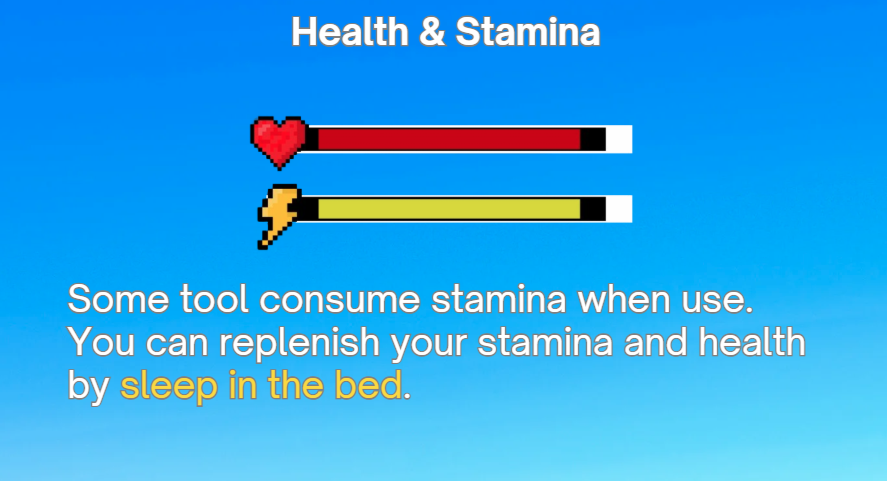 Health & Stamina
Some tool consume stamina when use.
You can replenish your stamina and health
by sleep in the bed.